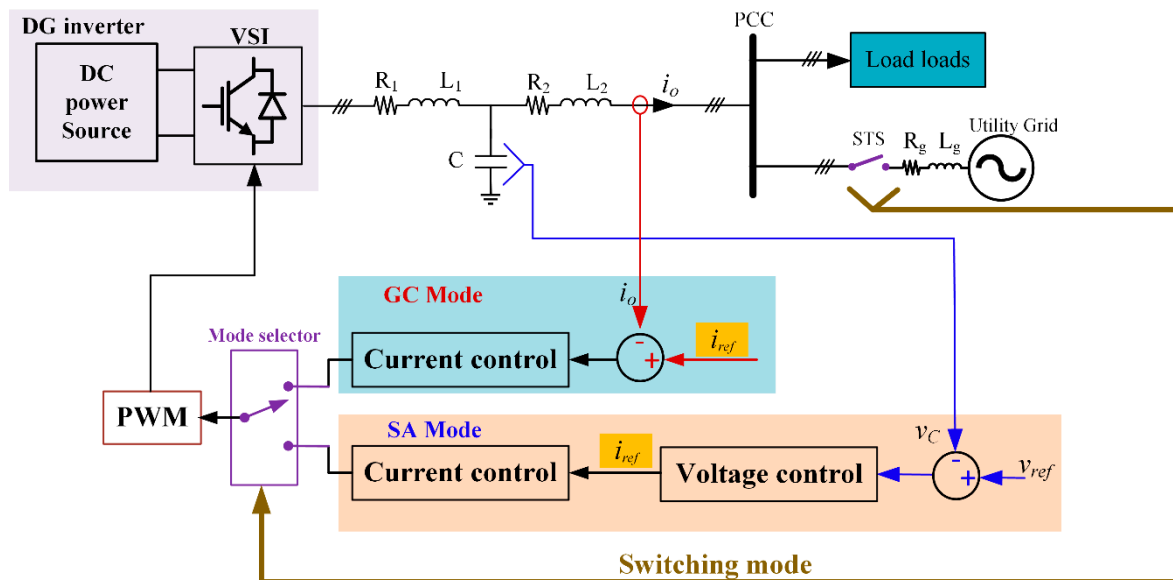 DG inverter
VSI
DC
power
Source
R1
L1
R2
L2
io
C
PCC
Load loads
STS
Rg
Lg
Utility Grid
GC Mode
io
-
+
iref
Current control
Mode selector
PWM
SA Mode
Current control
iref
Voltage control
vC
-
+
vref
Switching mode